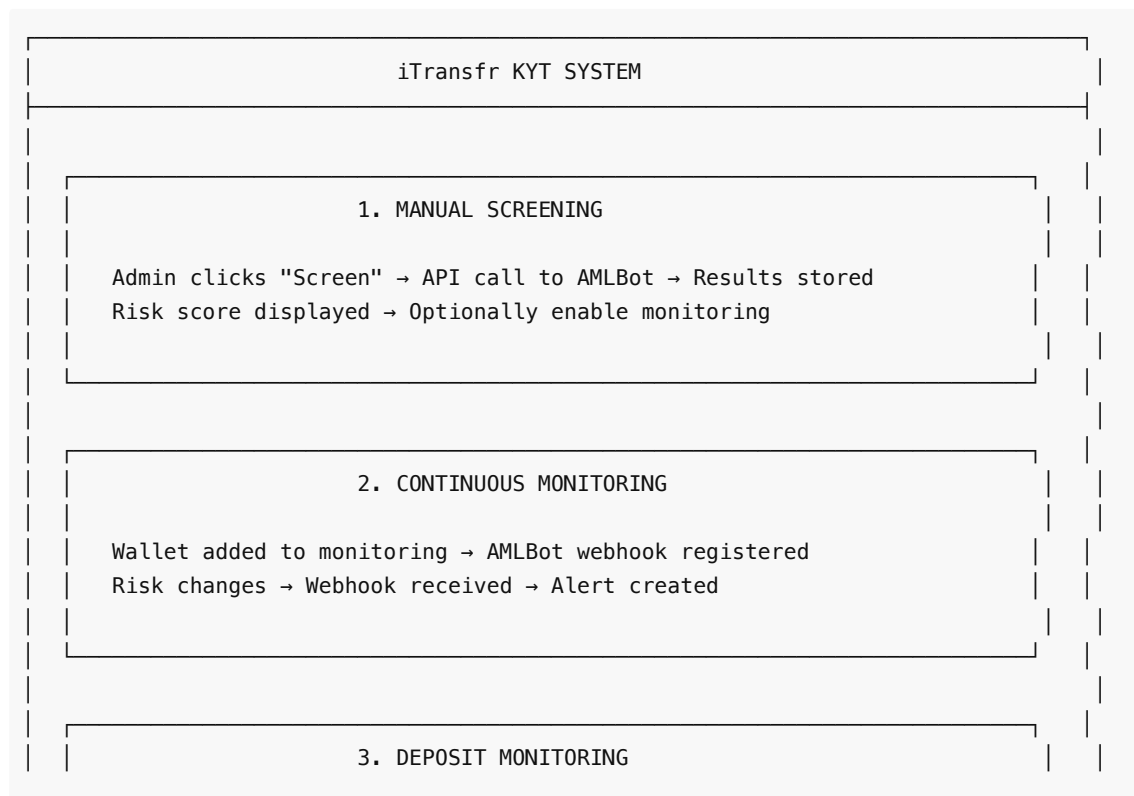 iTransfr KYT SYSTEM
1. MANUAL SCREENING
Admin clicks "Screen" → API call to AMLBot → Results stored
Risk score displayed → Optionally enable monitoring
2. CONTINUOUS MONITORING
Wallet added to monitoring → AMLBot webhook registered
Risk changes → Webhook received → Alert created
3. DEPOSIT MONITORING